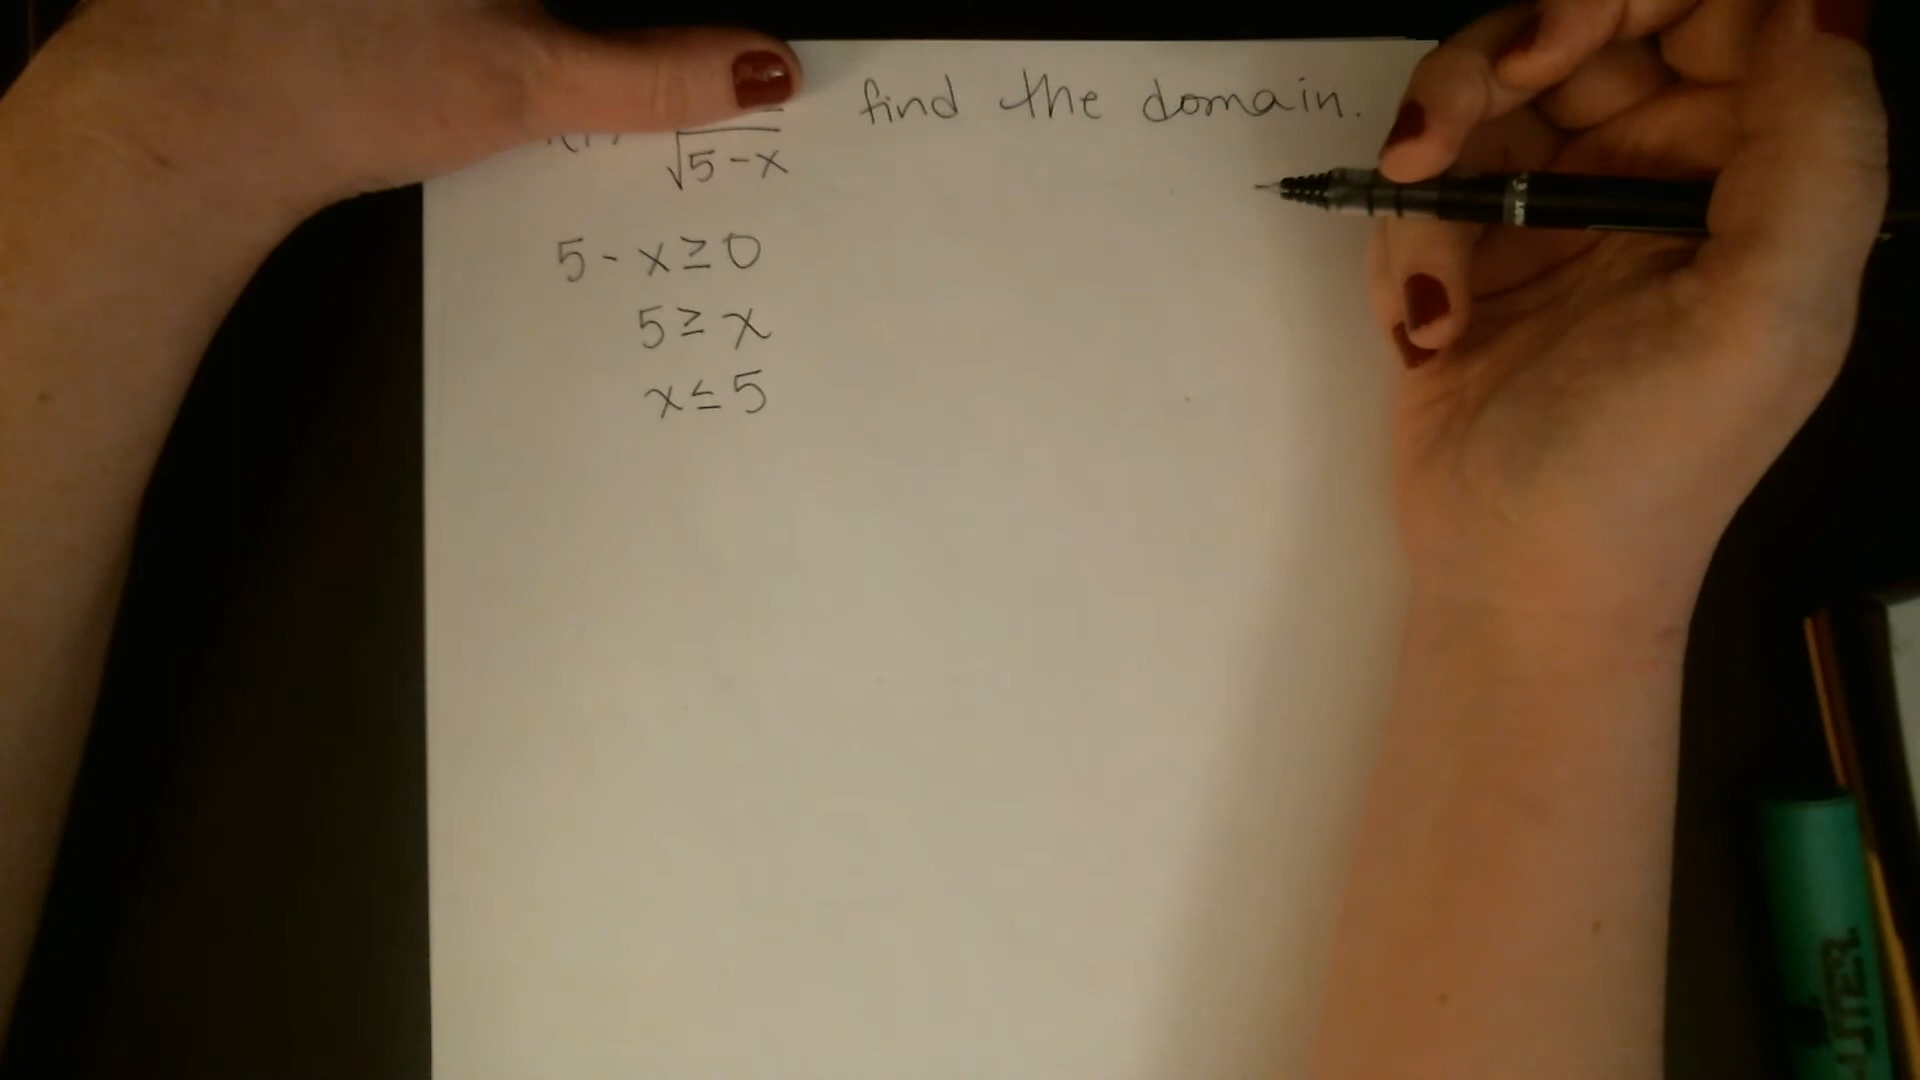 find the domain.
√5-x
5-x≥0
5≥x
x≤5